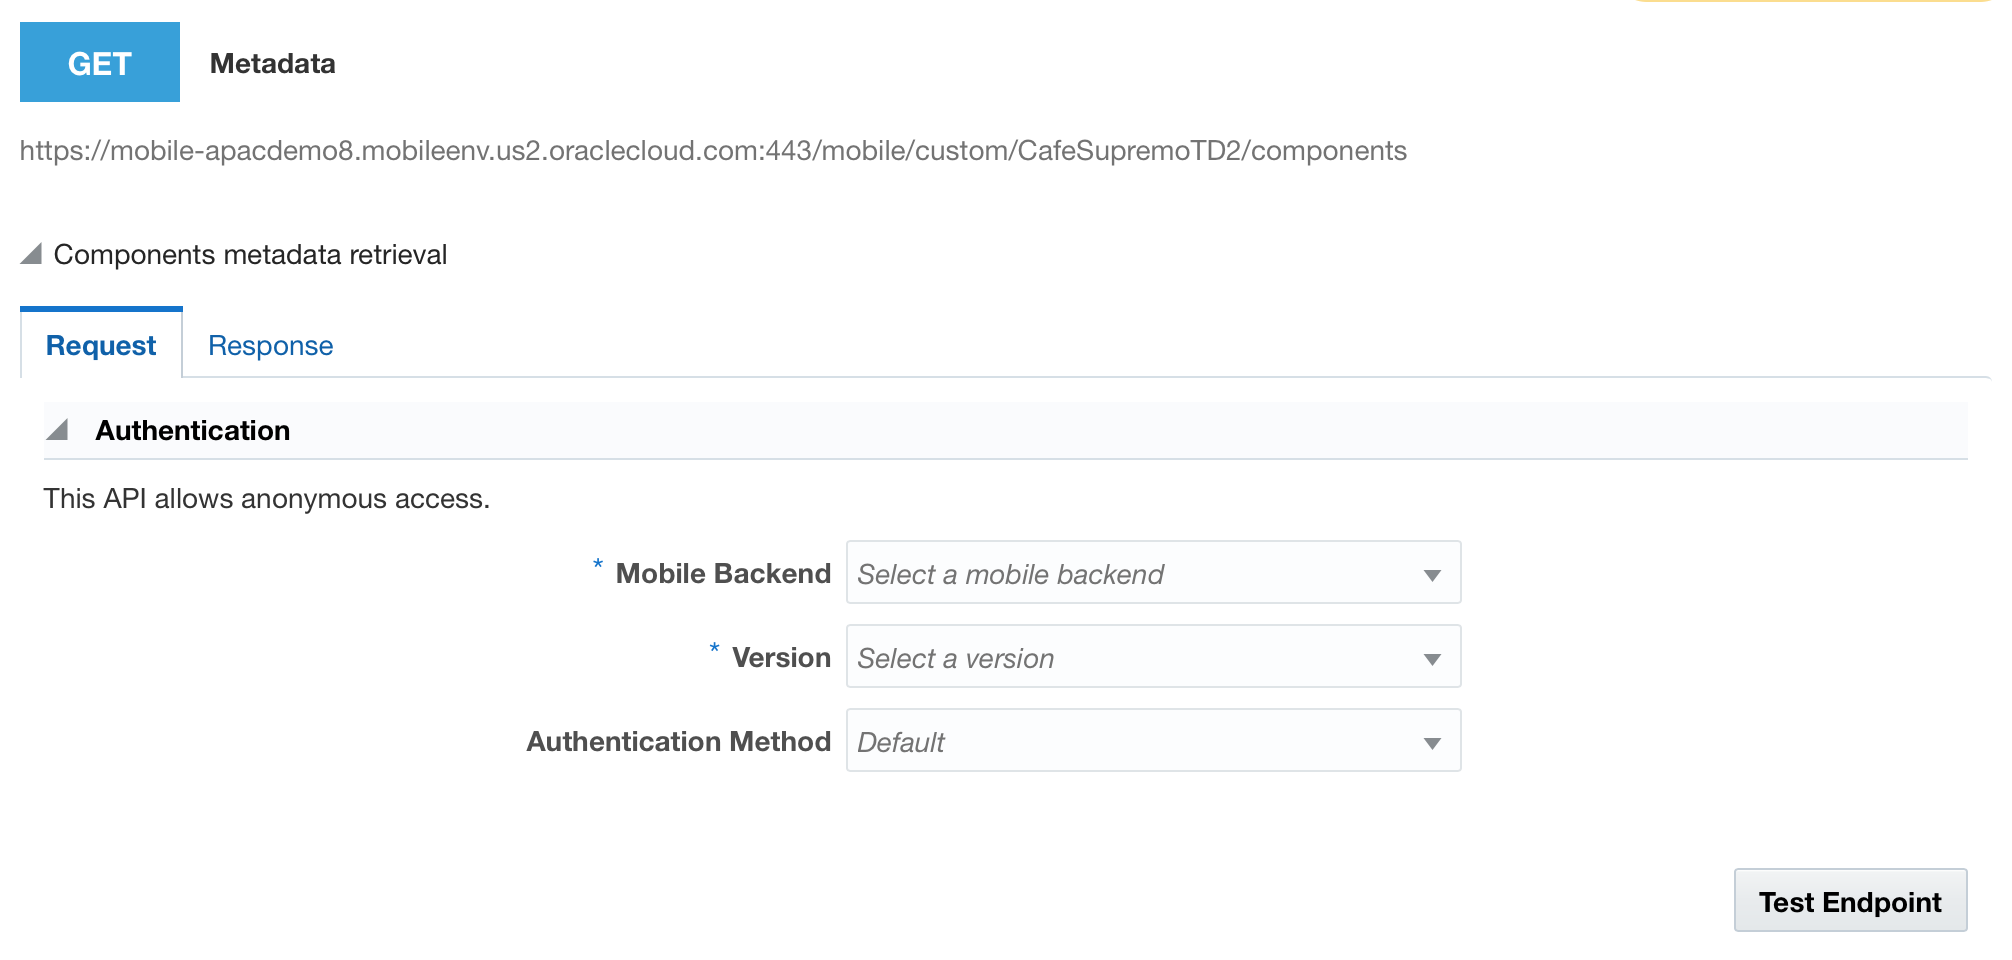 GET Metadata
https://mobile-apacdemo8.mobileenv.us2.oraclecloud.com:443/mobile/custom/CafeSupremoTD2/components
Components metadata retrieval
Request Response
Authentication
This API allows anonymous access.
* Mobile Backend Select a mobile backend
* Version Select a version
Authentication Method Default
Test Endpoint